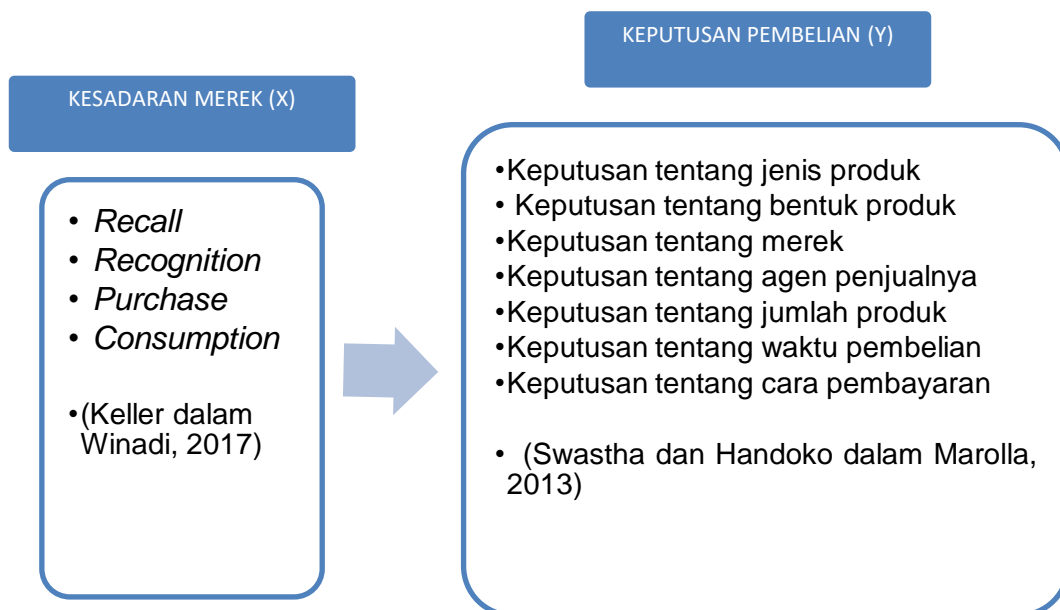 KESADARAN MEREK (X)
• Recall
• Recognition
• Purchase
• Consumption
•(Keller dalam
Winadi, 2017)
KEPUTUSAN PEMBELIAN (Y)
•Keputusan tentang jenis produk
• Keputusan tentang bentuk produk
•Keputusan tentang merek
•Keputusan tentang agen penjualnya
•Keputusan tentang jumlah produk
•Keputusan tentang waktu pembelian
•Keputusan tentang cara pembayaran
• (Swastha dan Handoko dalam Marolla,
2013)